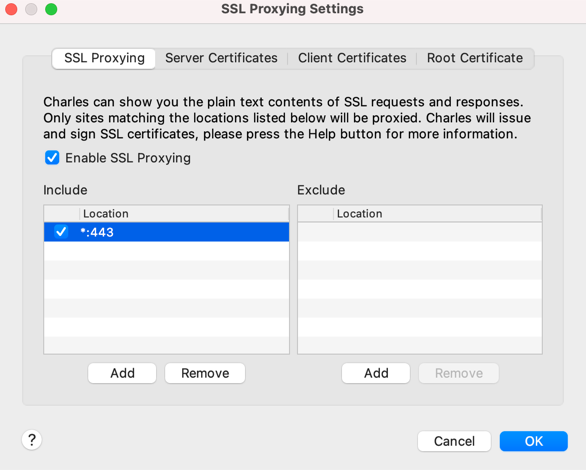 SSL Proxying Settings
SSL Proxying Server Certificates Client Certificates Root Certificate
Charles can show you the plain text contents of SSL requests and responses.
Only sites matching the locations listed below will be proxied. Charles will issue
and sign SSL certificates, please press the Help button for more information.
Enable SSL Proxying
Include
Location
*:443
Add Remove
Exclude
Location
Add Remove
?
Cancel OK